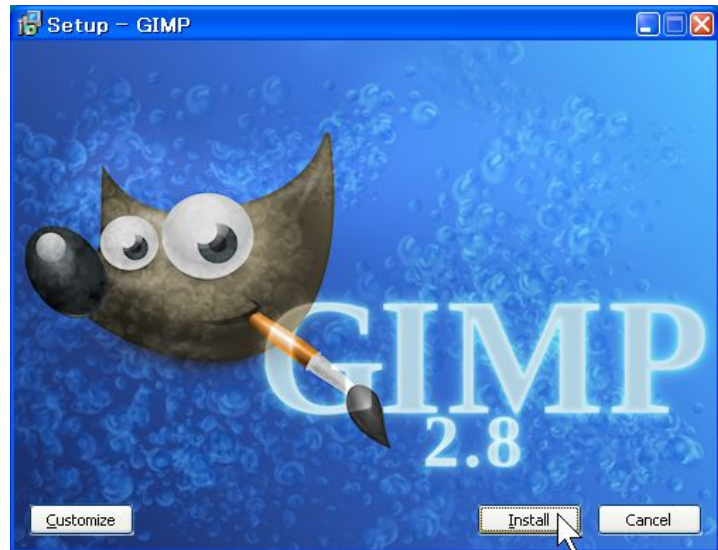 Setup - GIMP
GIMP
2.8
Customize
Install
Cancel